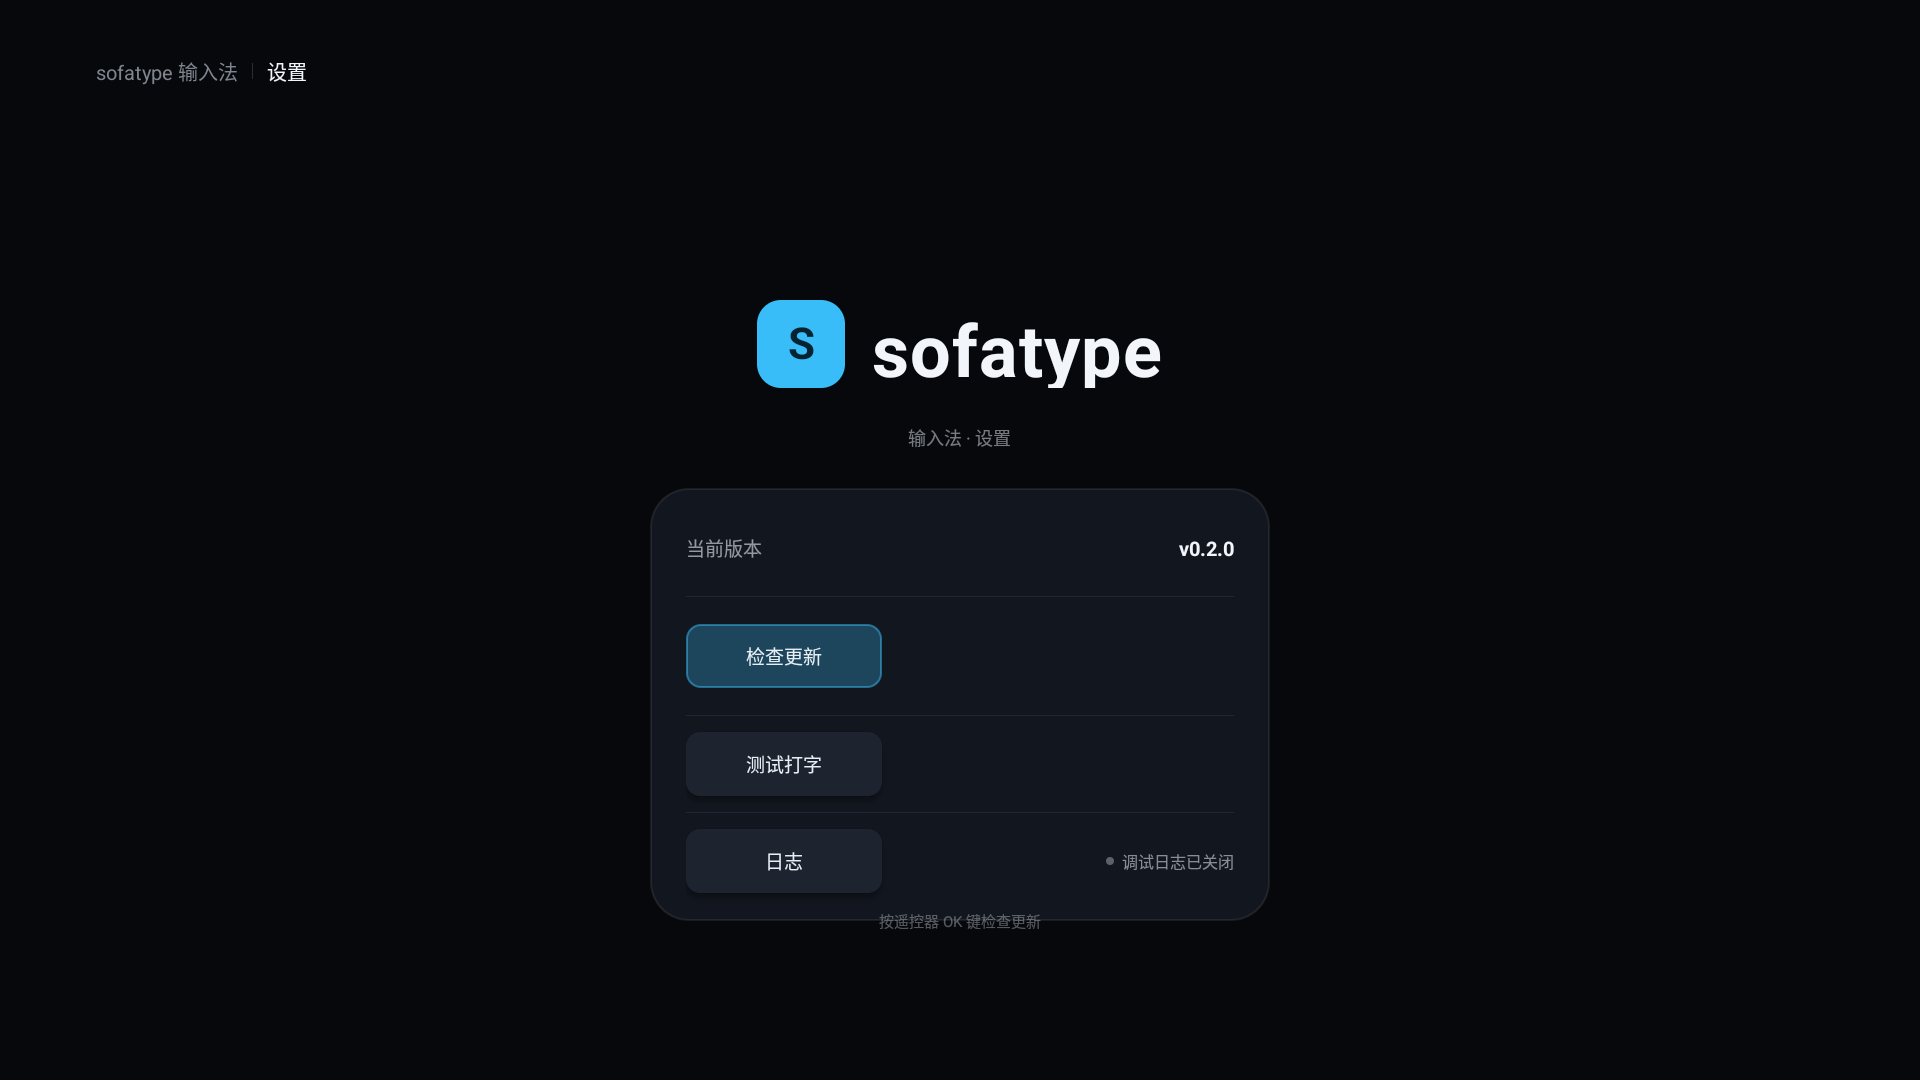 sofatype 输入法 | 设置
S sofatype
输入法 · 设置
当前版本 v0.2.0
检查更新
测试打字
日志 调试日志已关闭
按遥控器 OK 键检查更新